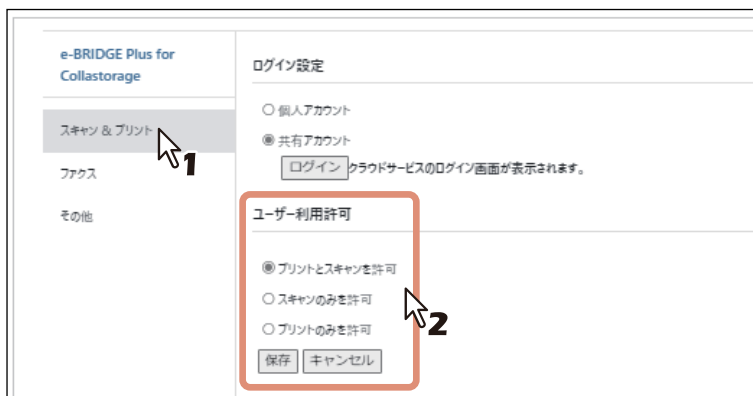 e-BRIDGE Plus for
Collastorage
スキャン & プリント
1
ファクス
その他
ログイン設定
個人アカウント
共有アカウント
ログイン クラウドサービスのログイン画面が表示されます。
ユーザー利用許可
プリントとスキャンを許可
スキャンのみを許可
2
プリントのみを許可
保存 キャンセル